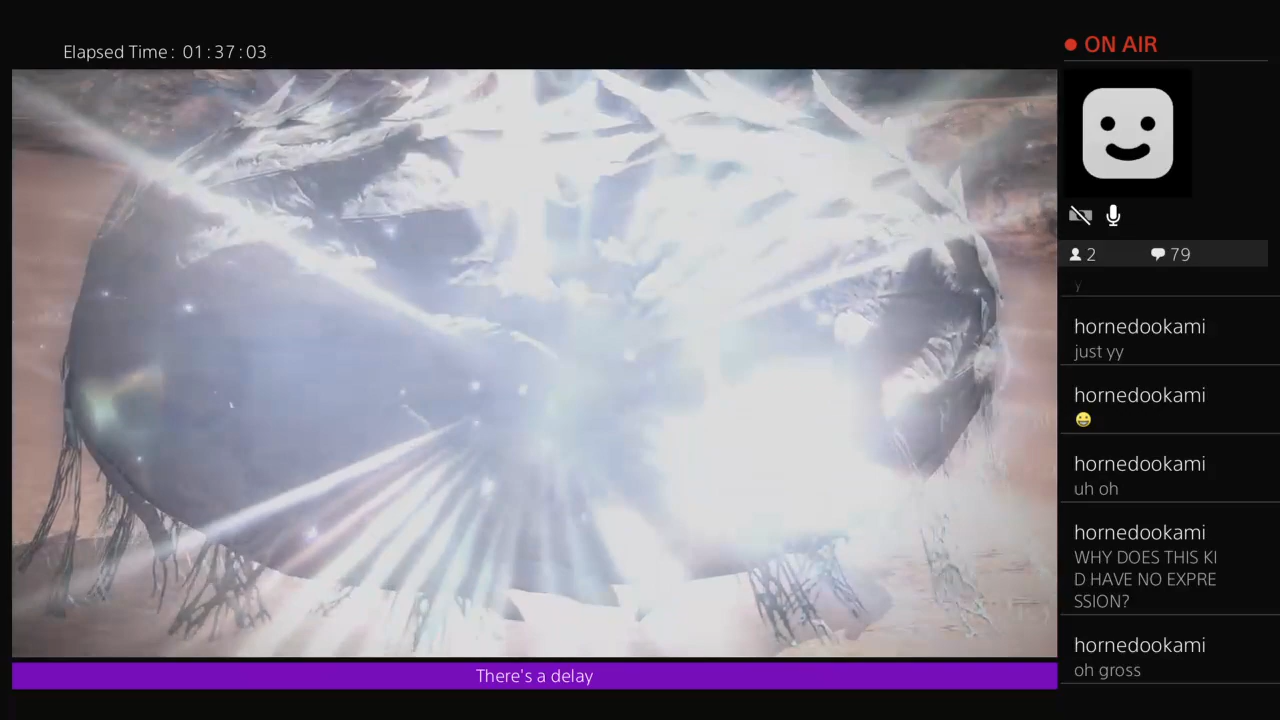 Elapsed Time: 01:37:03
ON AIR
2
79
y
hornedookami
just yy
hornedookami
😀
hornedookami
uh oh
hornedookami
WHY DOES THIS KI
D HAVE NO EXPRE
SSION?
hornedookami
oh gross
There's a delay